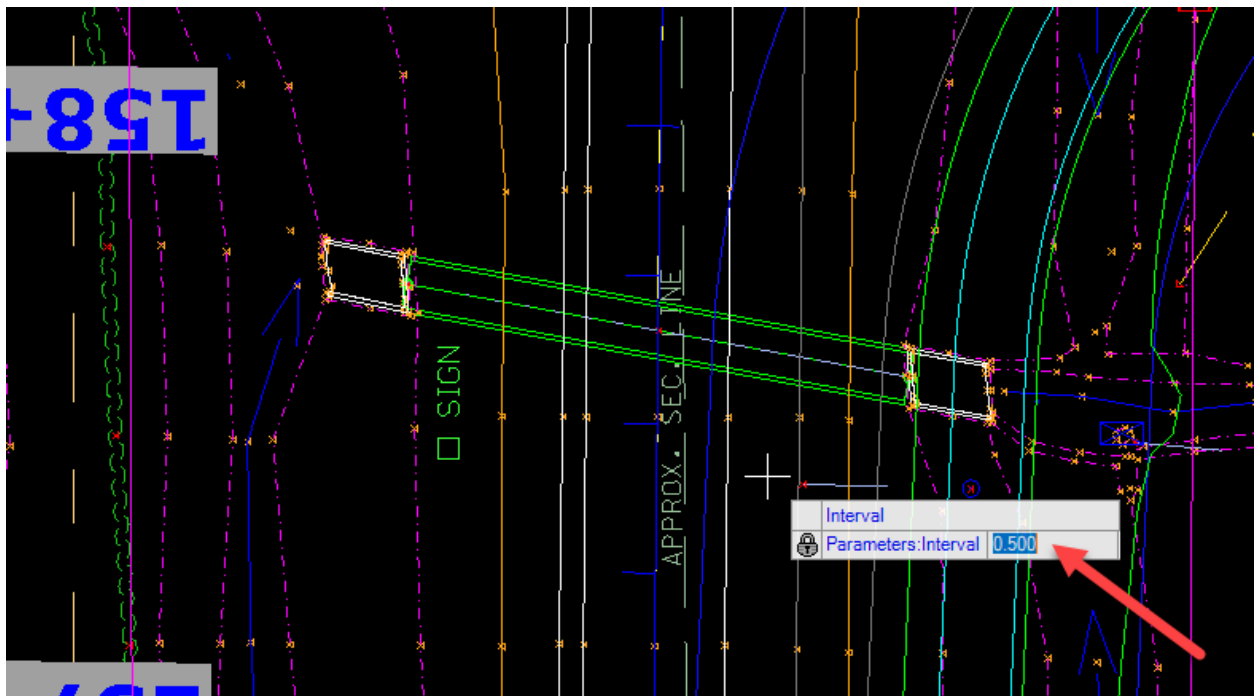 158+
SIGN
APPROX. SEC. LINE
Interval
Parameters:Interval 0.500